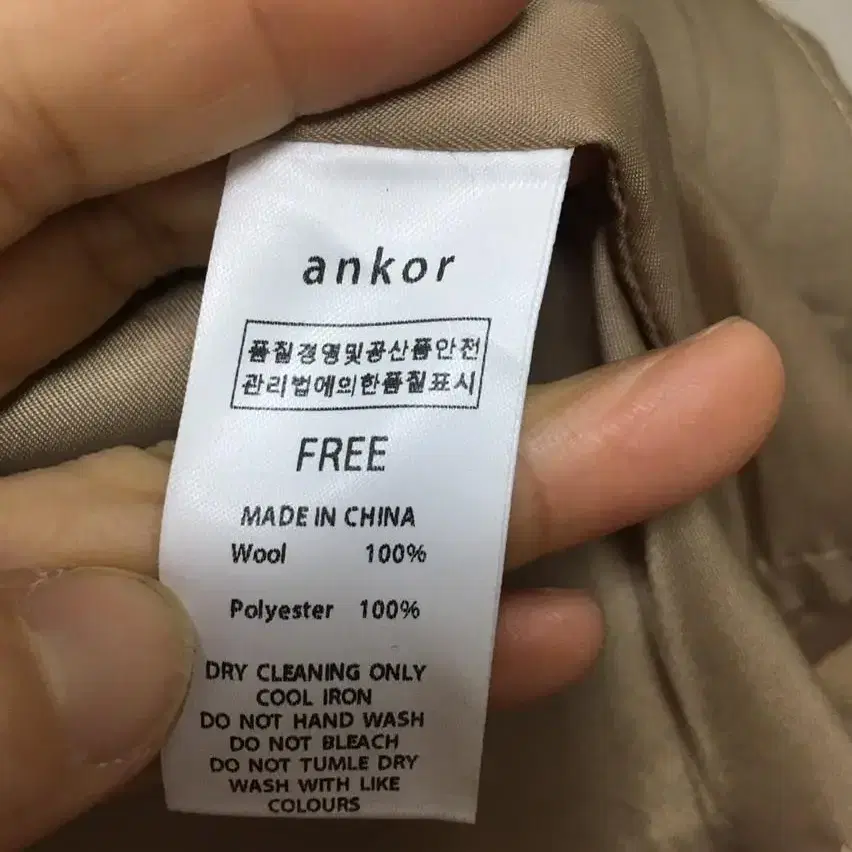 ankor
품질경영및공산품안전
관리법에의한품질표시
FREE
MADE IN CHINA
Wool 100%
Polyester 100%
DRY CLEANING ONLY
COOL IRON
DO NOT HAND WASH
DO NOT BLEACH
DO NOT TUMLE DRY
WASH WITH LIKE
COLOURS